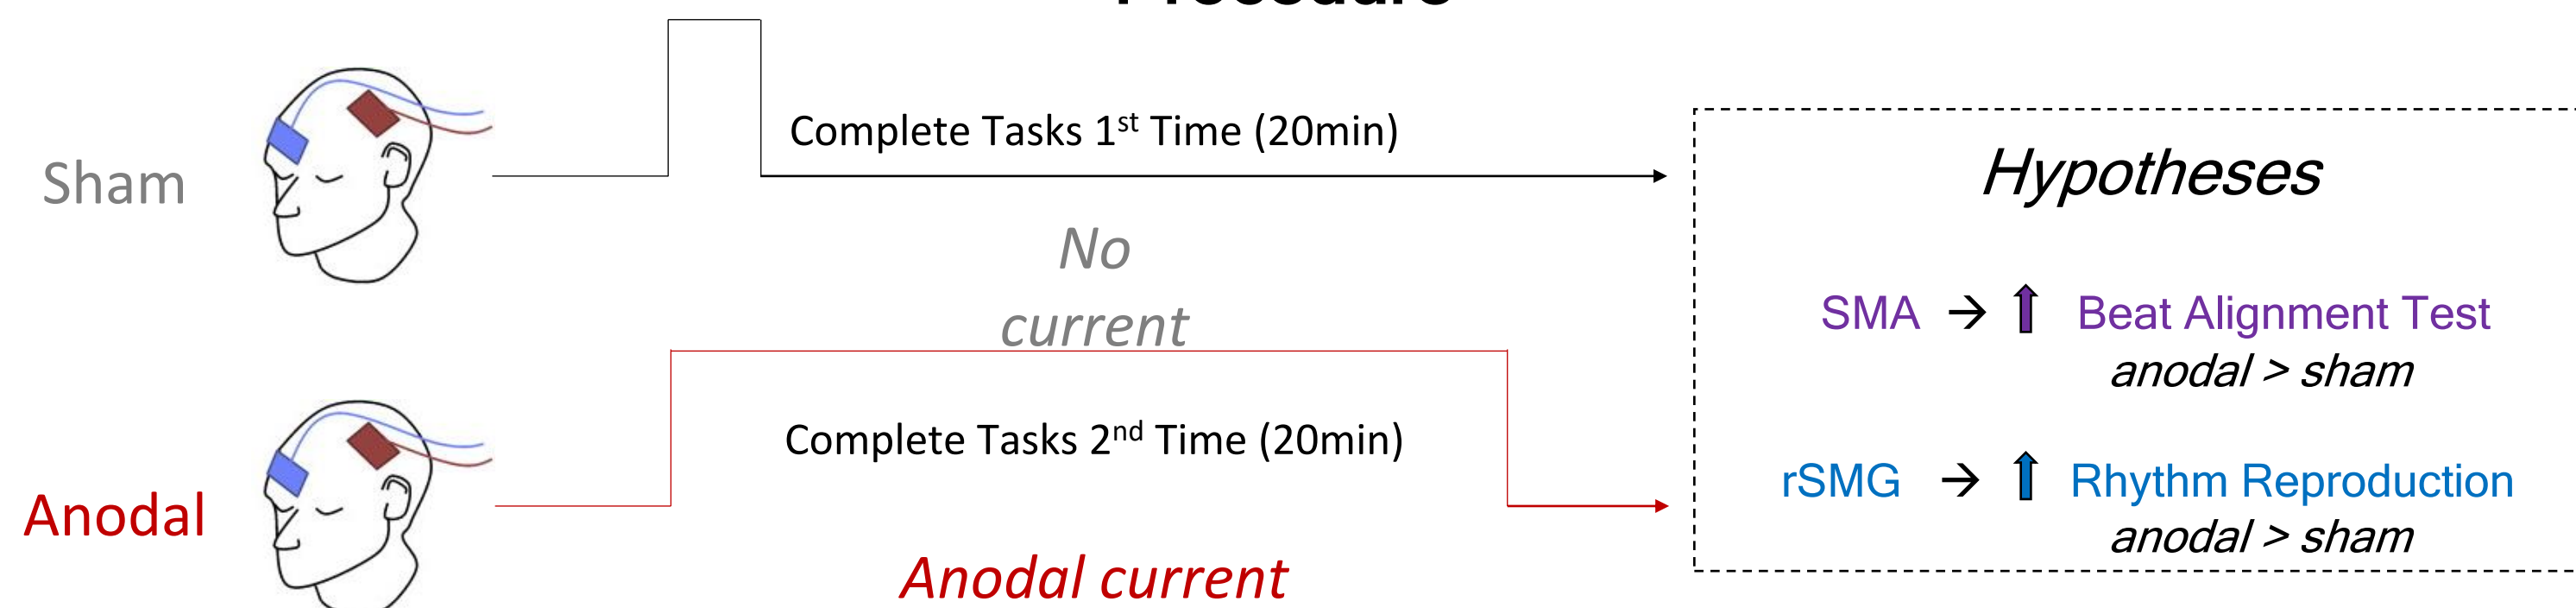 Procedure
Sham
Complete Tasks 1st Time (20min)
No
current
Anodal
Complete Tasks 2nd Time (20min)
Anodal current
Hypotheses
SMA → ⬆ Beat Alignment Test
anodal > sham
rSMG → ⬆ Rhythm Reproduction
anodal > sham